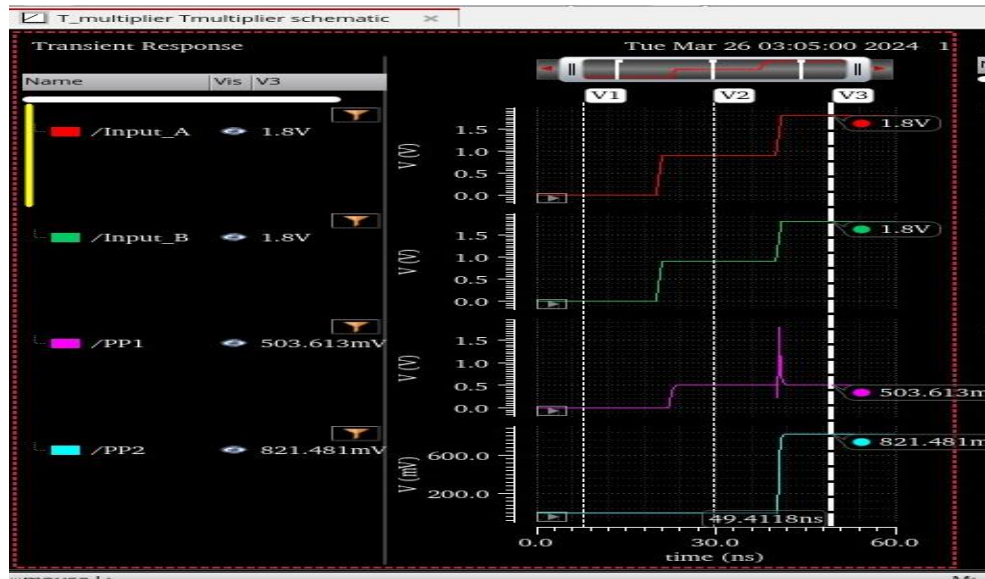 T_multiplier Tmultiplier schematic
Transient Response
Tue Mar 26 03:05:00 2024 1
Name Vis V3
V1 V2 V3
/Input_A 1.8V
V (V)
1.5
1.0
0.5
0.0
1.8V
/Input_B 1.8V
V (V)
1.5
1.0
0.5
0.0
1.8V
/PP1 503.613mV
V (V)
1.5
1.0
0.5
0.0
503.613m
/PP2 821.481mV
V (mV)
600.0
200.0
821.481m
49.4118ns
0.0 30.0 60.0
time (ns)